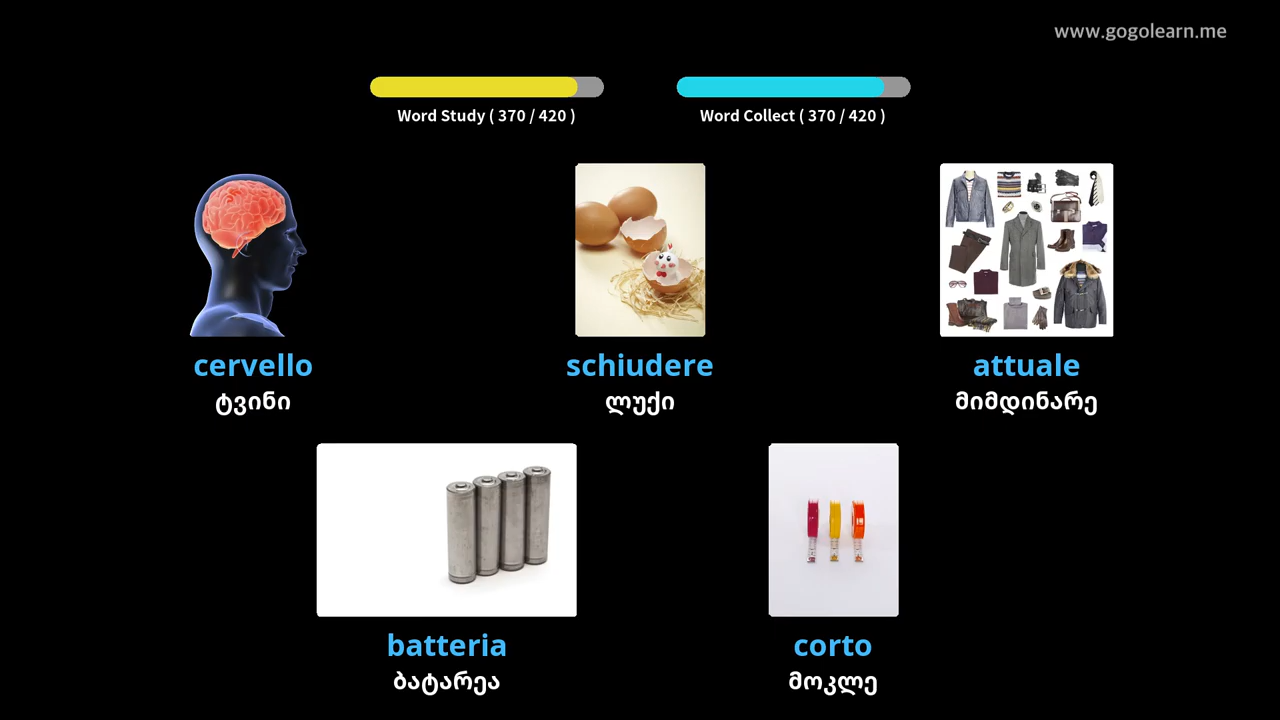 www.gogolearn.me
Word Study ( 370 / 420 )
Word Collect ( 370 / 420 )
cervello
ტვინი
schiudere
ლუქი
attuale
მიმდინარე
batteria
ბატარეა
corto
მოკლე